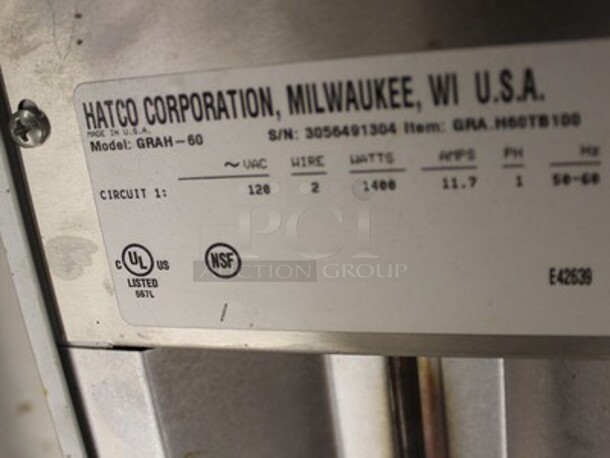 HATCO CORPORATION, MILWAUKEE, WI U.S.A.
MADE IN U.S.A.
Model: GRAH-60 S/N: 3056491304 Item: GRA.H60TB100
~VAC WIRE WATTS AMPS PH Hz
CIRCUIT 1: 120 2 1400 11.7 1 50-60
C UL US
LISTED
567L
NSF
E42639
PCI
AUCTION GROUP